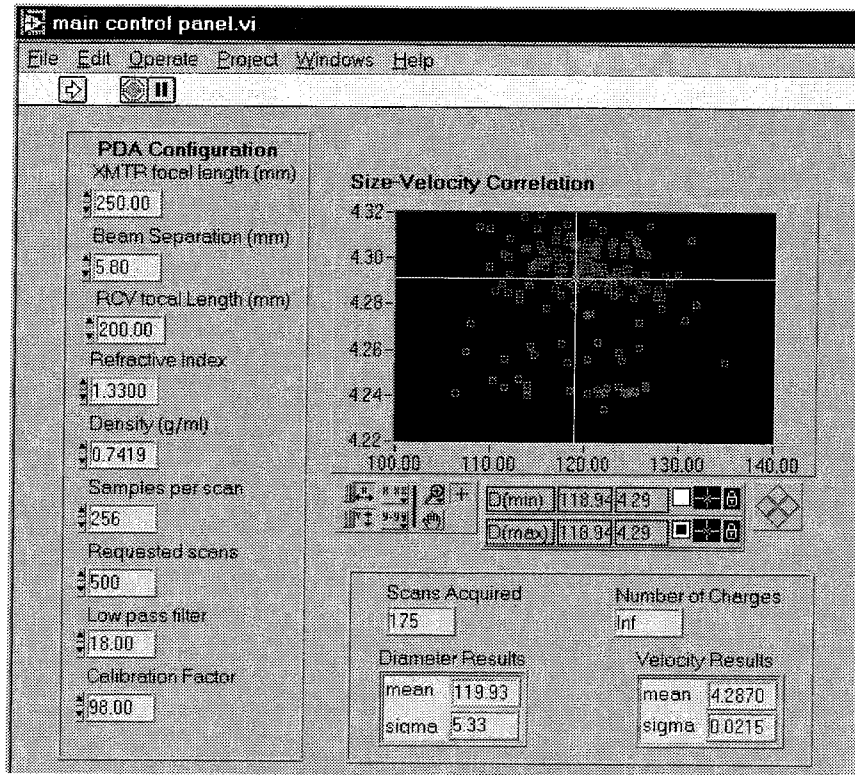 main control panel.vi
File Edit Operate Project Windows Help
PDA Configuration
XMTR focal length (mm)
250.00
Beam Separation (mm)
5.80
RCV focal Length (mm)
200.00
Refractive Index
1.3300
Density (g/ml)
0.7419
Samples per scan
256
Requested scans
500
Low pass filter
18.00
Calibration Factor
98.00
Size-Velocity Correlation
4.32
4.30
4.28
4.26
4.24
4.22
100.00 110.00 120.00 130.00 140.00
D(min) 118.94 4.29
D(max) 118.94 4.29
Scans Acquired
175
Number of Charges
Inf
Diameter Results
mean 119.93
sigma 5.33
Velocity Results
mean 4.2870
sigma 0.0215